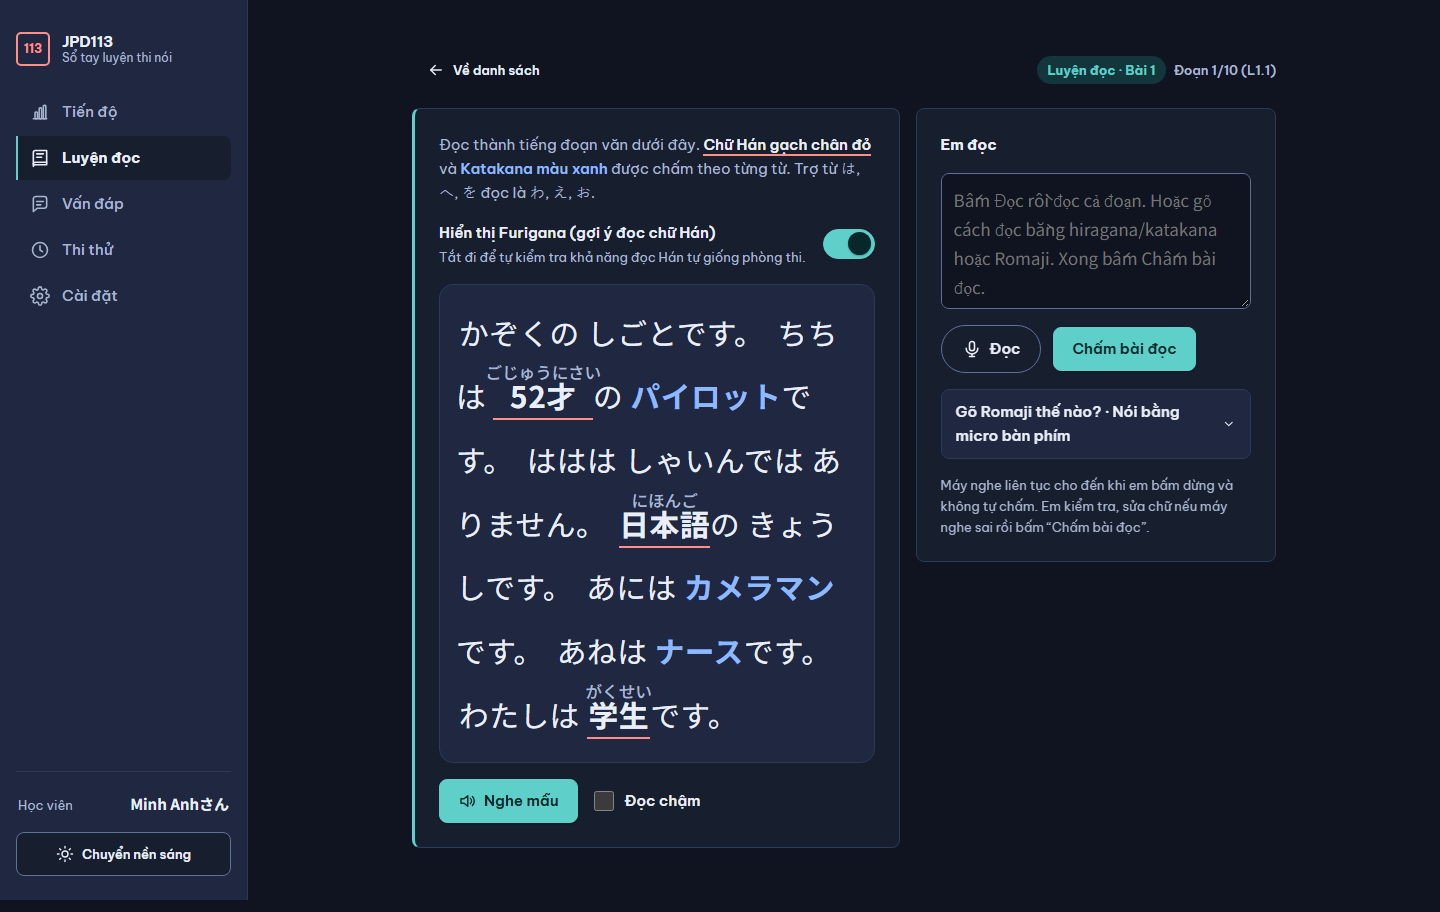 113
JPD113
Sổ tay luyện thi nói
Tiến độ
Luyện đọc
Vấn đáp
Thi thử
Cài đặt
Học viên
Minh Anhさん
Chuyển nền sáng
Về danh sách
Luyện đọc · Bài 1
Đoạn 1/10 (L1.1)
Đọc thành tiếng đoạn văn dưới đây. Chữ Hán gạch chân đỏ
và Katakana màu xanh được chấm theo từng từ. Trợ từ は,
へ, を đọc là わ, え, お.
Hiển thị Furigana (gợi ý đọc chữ Hán)
Tắt đi để tự kiểm tra khả năng đọc Hán tự giống phòng thi.
かぞくの しごとです。 ちち
ごじゅうにさい
は 52才の パイロットで
す。 ははは しゃいんでは あ
にほんご
りません。 日本語の きょう
しです。 あには カメラマン
です。 あねは ナースです。
がくせい
わたしは 学生です。
Nghe mẫu
Đọc chậm
Em đọc
Bấm Đọc rồi đọc cả đoạn. Hoặc gõ
cách đọc bằng hiragana/katakana
hoặc Romaji. Xong bấm Chấm bài
đọc.
Đọc
Chấm bài đọc
Gõ Romaji thế nào? · Nói bằng
micro bàn phím
Máy nghe liên tục cho đến khi em bấm dừng và
không tự chấm. Em kiểm tra, sửa chữ nếu máy
nghe sai rồi bấm “Chấm bài đọc”.